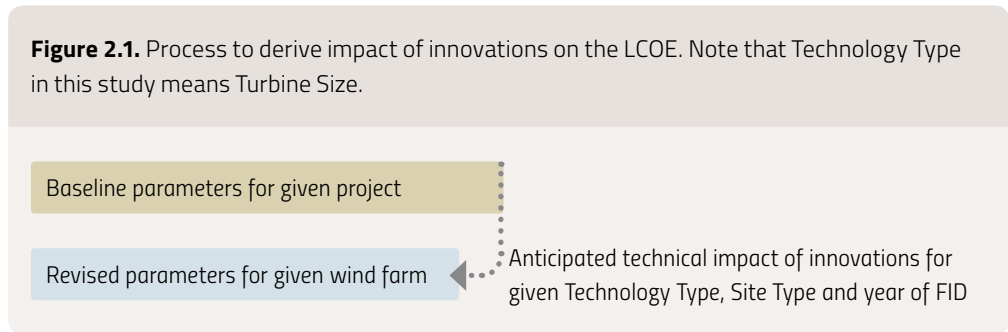 Figure 2.1. Process to derive impact of innovations on the LCOE. Note that Technology Type
in this study means Turbine Size.
Baseline parameters for given project
Revised parameters for given wind farm
Anticipated technical impact of innovations for
given Technology Type, Site Type and year of FID